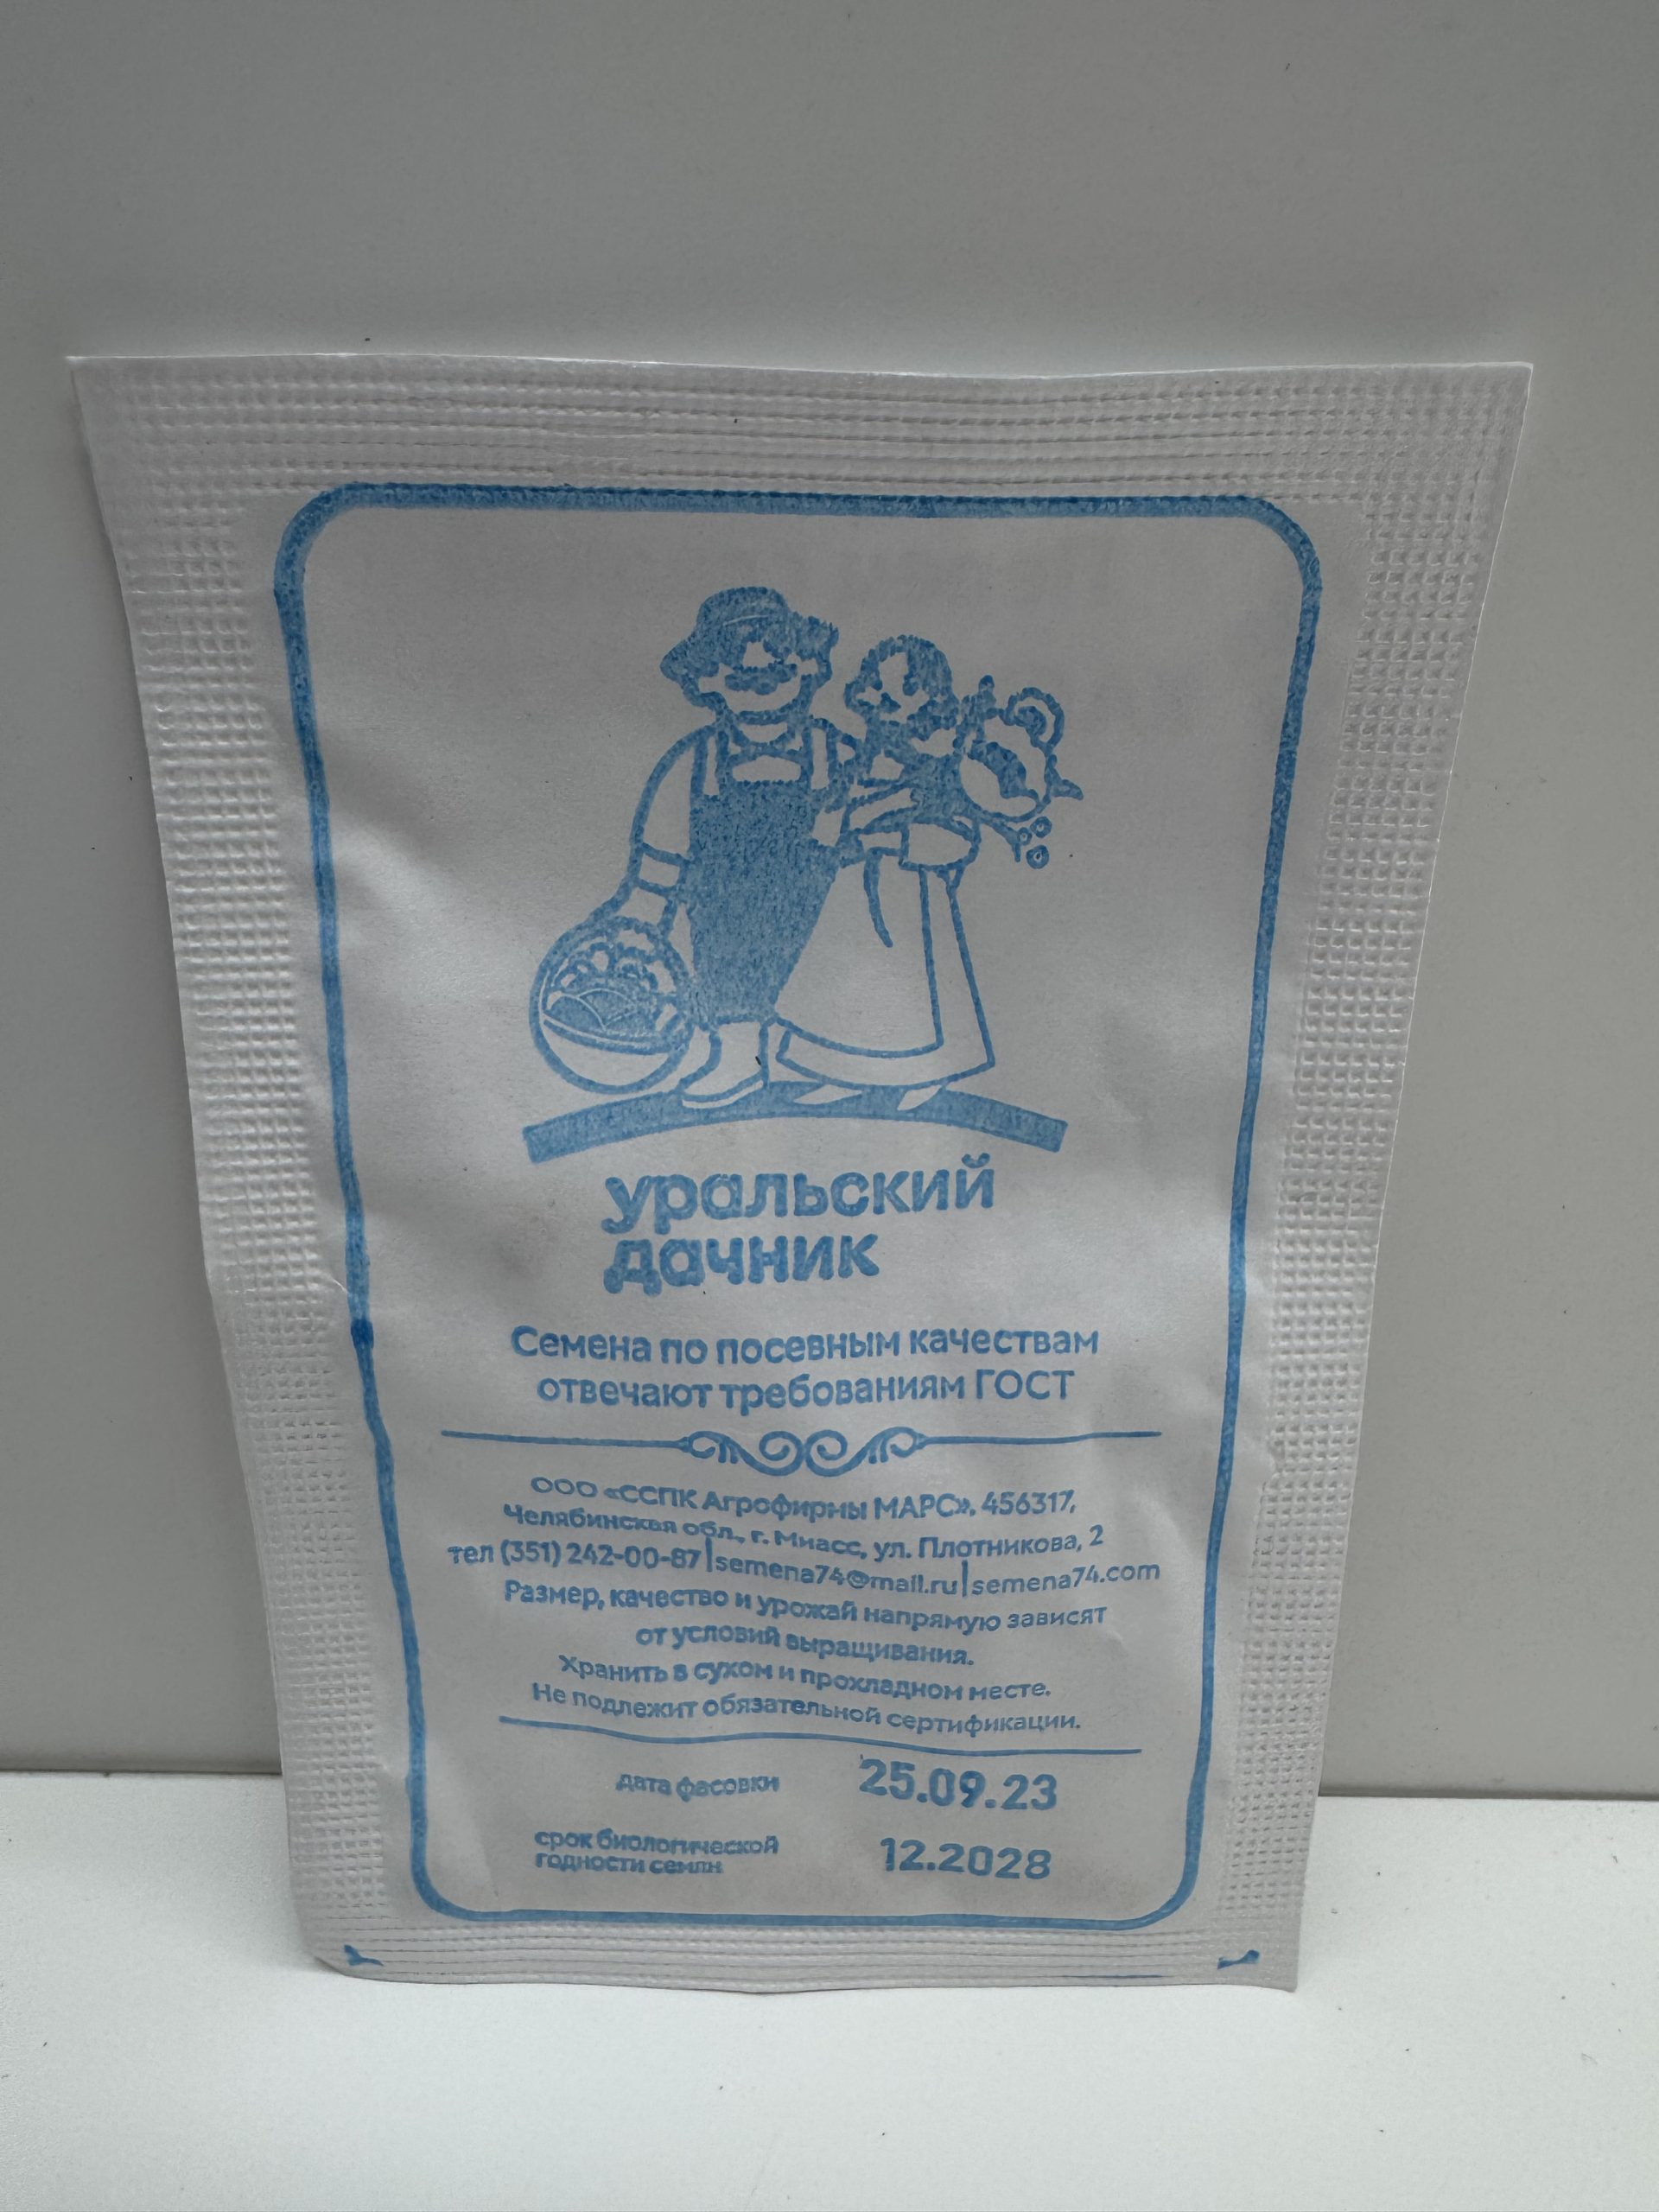 уральский
дачник
Семена по посевным качествам
отвечают требованиям ГОСТ
ООО «ССПК Агрофирмы МАРС», 456317,
Челябинская обл., г. Миасс, ул. Плотникова, 2
тел (351) 242-00-87|semena74@mail.ru|semena74.com
Размер, качество и урожай напрямую зависят
от условий выращивания.
Хранить в сухом и прохладном месте.
Не подлежит обязательной сертификации.
дата фасовки 25.09.23
срок биологической
годности семян 12.2028